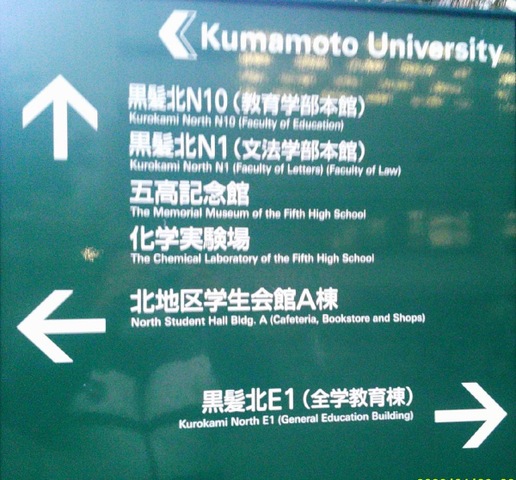 Kumamoto University
黒髪北N10（教育学部本館）
Kurokami North N10 (Faculty of Education)
黒髪北N1（文法学部本館）
Kurokami North N1 (Faculty of Letters) (Faculty of Law)
五高記念館
The Memorial Museum of the Fifth High School
化学実験場
The Chemical Laboratory of the Fifth High School
北地区学生会館A棟
North Student Hall Bldg. A (Cafeteria, Bookstore and Shops)
黒髪北E1（全学教育棟）
Kurokami North E1 (General Education Building)